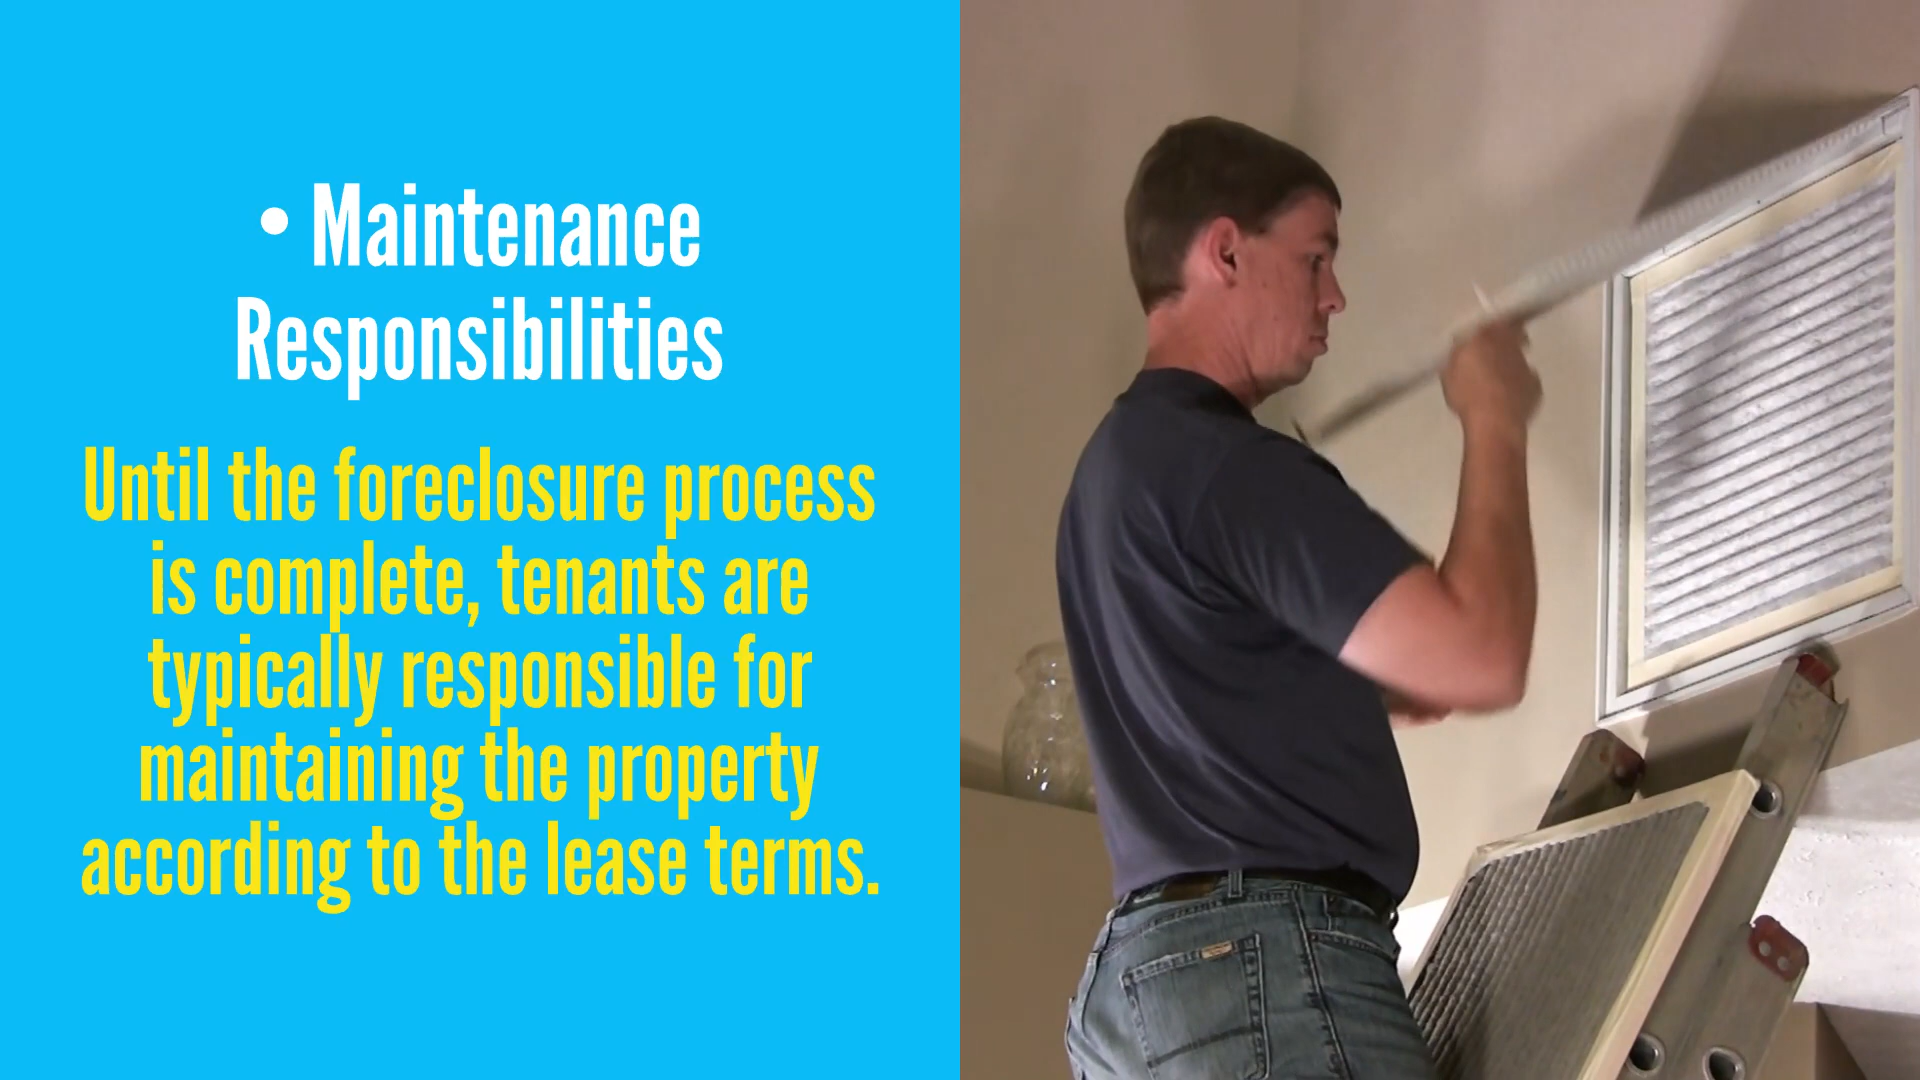 • Maintenance
Responsibilities
Until the foreclosure process
is complete, tenants are
typically responsible for
maintaining the property
according to the lease terms.